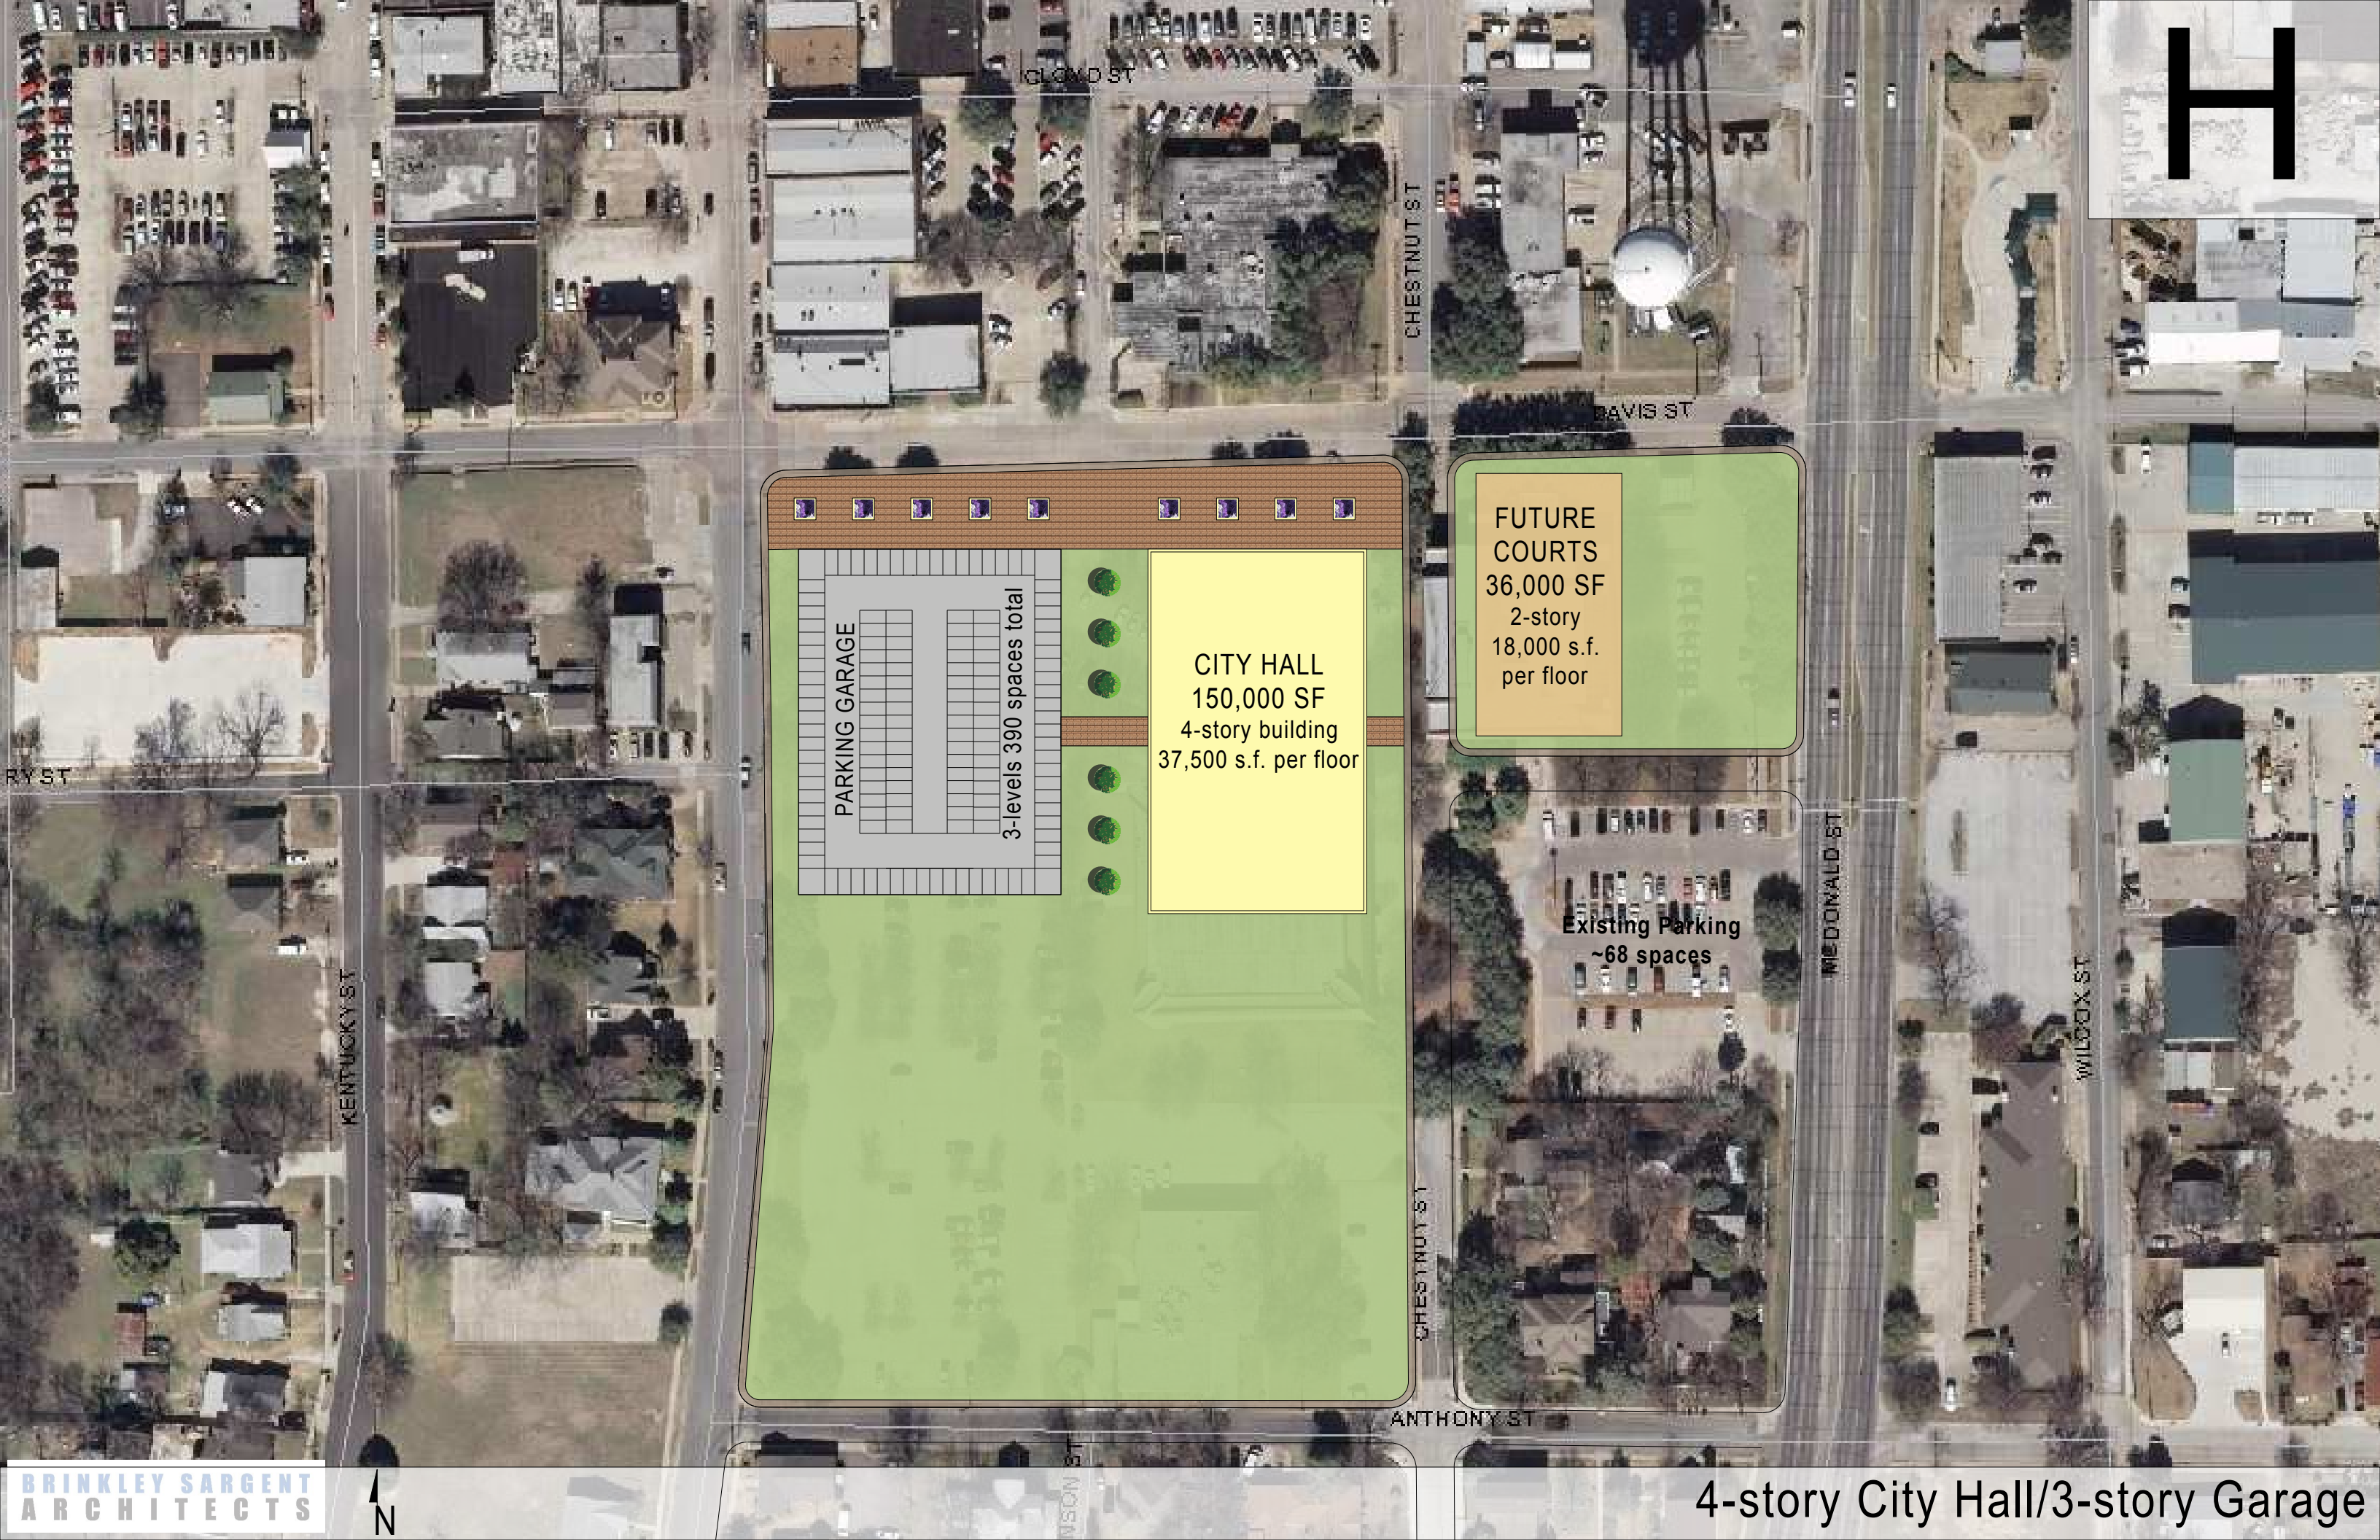 H
CLOYD ST
CHESTNUT ST
DAVIS ST
FUTURE
COURTS
36,000 SF
2-story
18,000 s.f.
per floor
PARKING GARAGE
3-levels 390 spaces total
CITY HALL
150,000 SF
4-story building
37,500 s.f. per floor
RY ST
Existing Parking
~68 spaces
MCDONALD ST
KENTUCKY ST
WILCOX ST
CHESTNUT ST
ANTHONY ST
NSON ST
BRINKLEY SARGENT
ARCHITECTS
N
4-story City Hall/3-story Garage